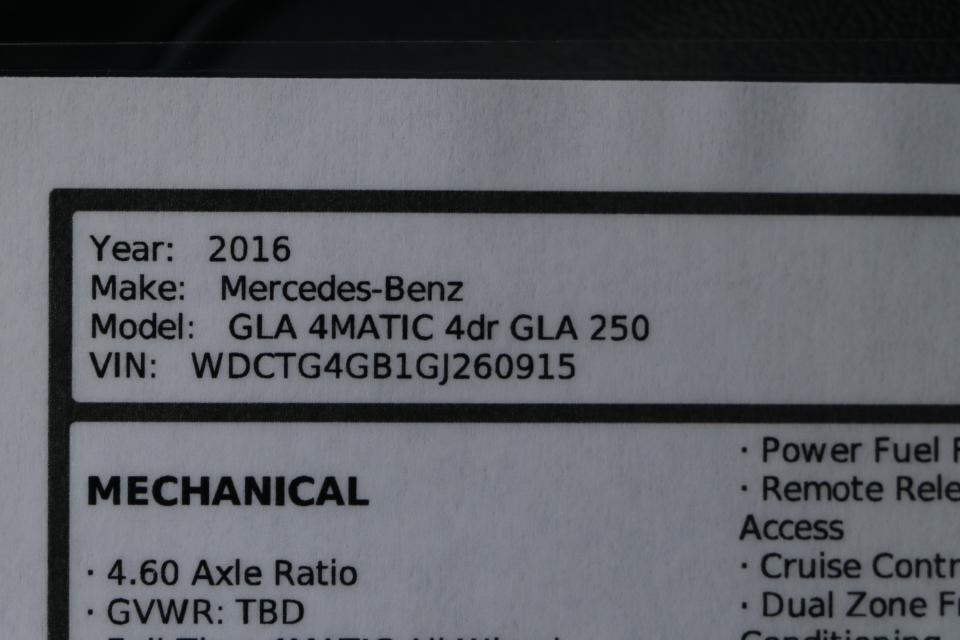 Year: 2016
Make: Mercedes-Benz
Model: GLA 4MATIC 4dr GLA 250
VIN: WDCTG4GB1GJ260915
MECHANICAL
· 4.60 Axle Ratio
· GVWR: TBD
· Power Fuel
· Remote
Access
· Cruise
· Dual Zone